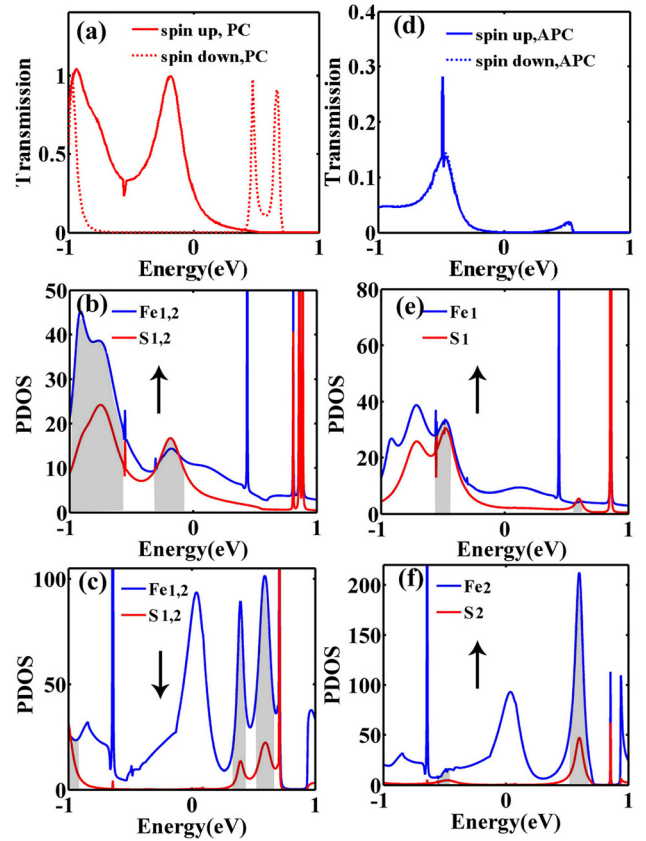 (a)
spin up, PC
spin down,PC
Transmission
1
0.5
0
-1
0
1
Energy(eV)
(d)
spin up,APC
spin down,APC
Transmission
0.4
0.3
0.2
0.1
0
-1
0
1
Energy(eV)
(b)
Fe1,2
S1,2
PDOS
50
40
30
20
10
0
-1
0
1
Energy(eV)
(e)
Fe1
S1
PDOS
80
60
40
20
0
-1
0
1
Energy(eV)
(c)
Fe1,2
S1,2
PDOS
100
50
0
-1
0
1
Energy(eV)
(f)
Fe2
S2
PDOS
200
150
100
50
0
-1
0
1
Energy(eV)